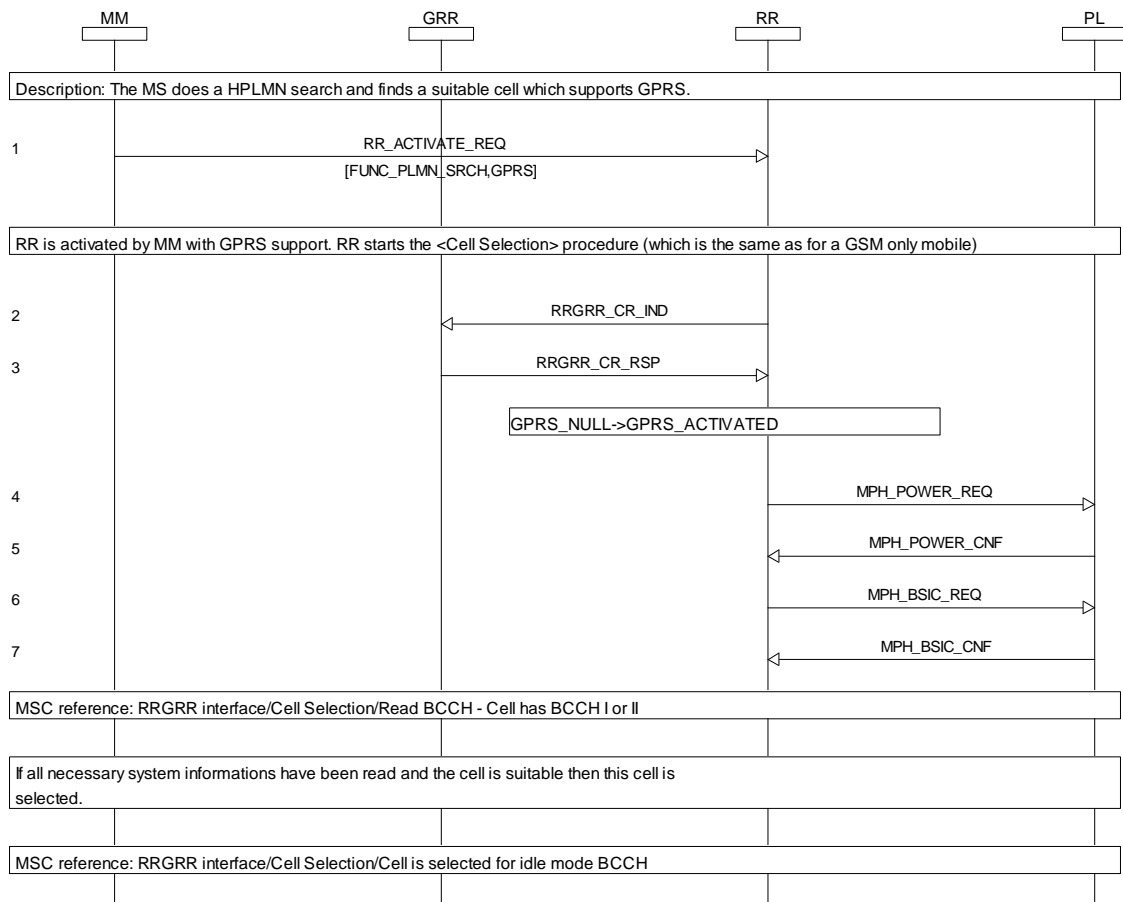 MM GRR RR PL
Description: The MS does a HPLMN search and finds a suitable cell which supports GPRS.
1 RR_ACTIVATE_REQ
[FUNC_PLMN_SRCH,GPRS]
RR is activated by MM with GPRS support. RR starts the <Cell Selection> procedure (which is the same as for a GSM only mobile)
2 RRGRR_CR_IND
3 RRGRR_CR_RSP
GPRS_NULL->GPRS_ACTIVATED
4 MPH_POWER_REQ
5 MPH_POWER_CNF
6 MPH_BSIC_REQ
7 MPH_BSIC_CNF
MSC reference: RRGRR interface/Cell Selection/Read BCCH - Cell has BCCH I or II
If all necessary system informations have been read and the cell is suitable then this cell is
selected.
MSC reference: RRGRR interface/Cell Selection/Cell is selected for idle mode BCCH